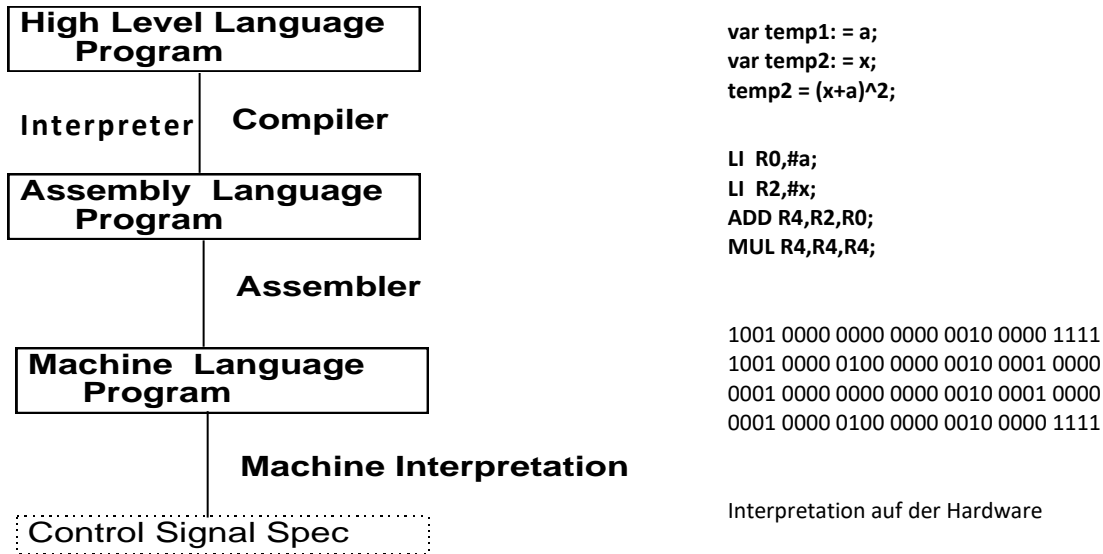 High Level Language
Program
var temp1: = a;
var temp2: = x;
temp2 = (x+a)^2;
Interpreter
Compiler
Assembly Language
Program
LI R0,#a;
LI R2,#x;
ADD R4,R2,R0;
MUL R4,R4,R4;
Assembler
Machine Language
Program
1001 0000 0000 0000 0010 0000 1111
1001 0000 0100 0000 0010 0001 0000
0001 0000 0000 0000 0010 0001 0000
0001 0000 0100 0000 0010 0000 1111
Machine Interpretation
Control Signal Spec
Interpretation auf der Hardware